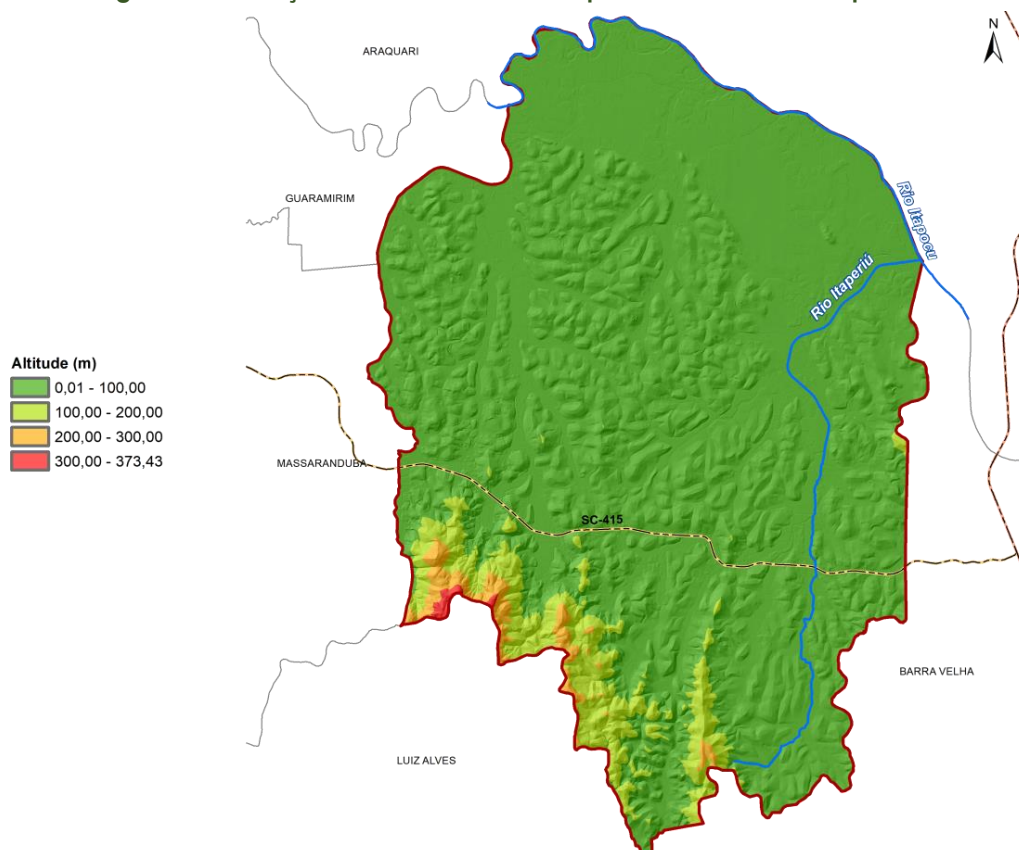 N
ARAQUARI
GUARAMIRIM
Rio Itapocu
Rio Itaperiú
Altitude (m)
0,01 - 100,00
100,00 - 200,00
200,00 - 300,00
300,00 - 373,43
MASSARANDUBA
SC-415
BARRA VELHA
LUIZ ALVES